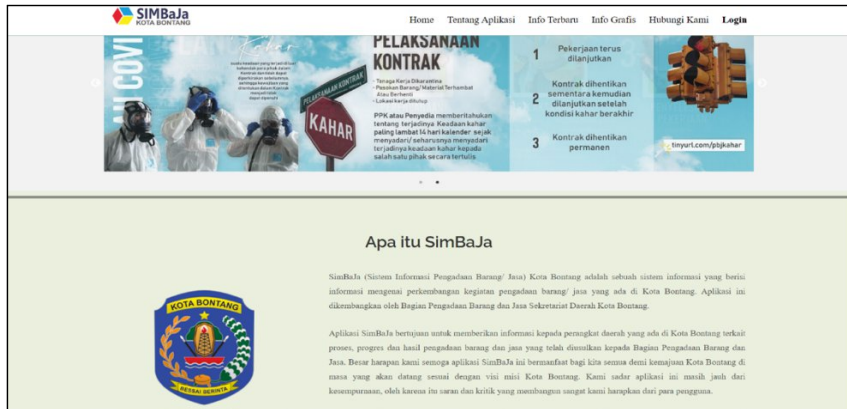 SIMBaJa
KOTA BONTANG
Home Tentang Aplikasi Info Terbaru Info Grafis Hubungi Kami Login
PELAKSANAAN
KONTRAK
- Tenaga Kerja Dikarantina
- Pasokan Barang/ Material Terhambat
Atau Berhenti
- Lokasi kerja ditutup
PPK atau Penyedia memberitahukan
tentang terjadinya Keadaan kahar
paling lambat 14 hari kalender sejak
menyadari/ seharusnya menyadari
terjadinya keadaan kahar kepada
salah satu pihak secara tertulis
PELAKSANAAN KONTRAK
KAHAR
1 Pekerjaan terus
dilanjutkan
2 Kontrak dihentikan
sementara kemudian
dilanjutkan setelah
kondisi kahar berakhir
3 Kontrak dihentikan
permanen
tinyurl.com/pbjkahar
Apa itu SimBaJa
SimBaJa (Sistem Informasi Pengadaan Barang/ Jasa) Kota Bontang adalah sebuah sistem informasi yang berisi
informasi mengenai perkembangan kegiatan pengadaan barang/ jasa yang ada di Kota Bontang. Aplikasi ini
dikembangkan oleh Bagian Pengadaan Barang dan Jasa Sekretariat Daerah Kota Bontang.
Aplikasi SimBaJa bertujuan untuk memberikan informasi kepada perangkat daerah yang ada di Kota Bontang terkait
proses, progres dan hasil pengadaan barang dan jasa yang telah diusulkan kepada Bagian Pengadaan Barang dan
Jasa. Besar harapan kami semoga aplikasi SimBaJa ini bermanfaat bagi kita semua demi kemajuan Kota Bontang di
masa yang akan datang sesuai dengan visi misi Kota Bontang. Kami sadar aplikasi ini masih jauh dari
kesempurnaan, oleh karena itu saran dan kritik yang membangun sangat kami harapkan dari para pengguna.
KOTA BONTANG
BESSAI BERINTA